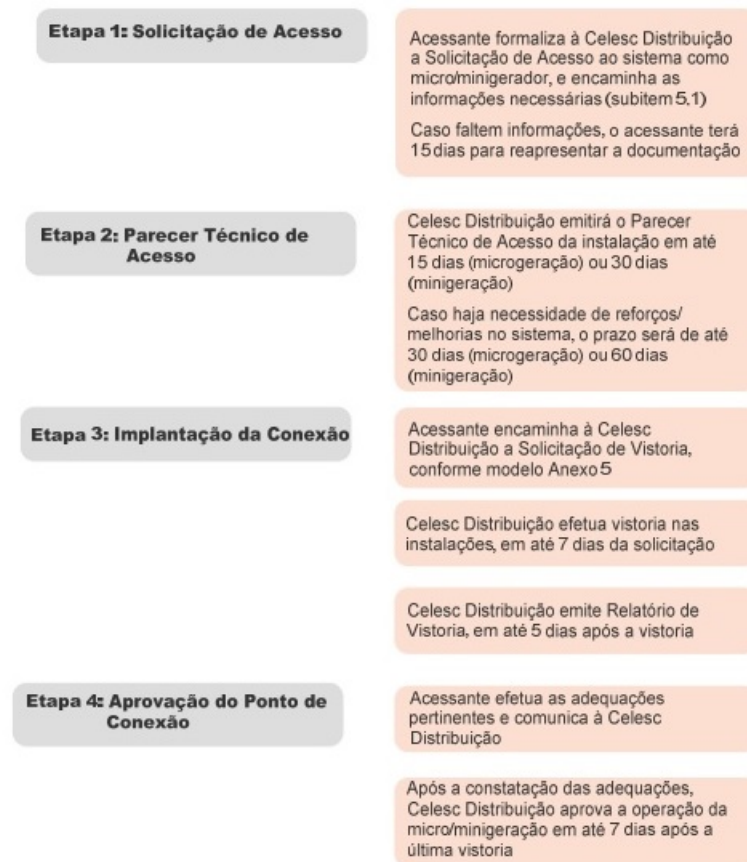 Etapa 1: Solicitação de Acesso
Acessante formaliza à Celesc Distribuição
a Solicitação de Acesso ao sistema como
micro/minigerador, e encaminha as
informações necessárias (subitem 5.1)
Caso faltem informações, o acessante terá
15 dias para reapresentar a documentação
Etapa 2: Parecer Técnico de
Acesso
Celesc Distribuição emitirá o Parecer
Técnico de Acesso da instalação em até
15 dias (microgeração) ou 30 dias
(minigeração)
Caso haja necessidade de reforços/
melhorias no sistema, o prazo será de até
30 dias (microgeração) ou 60 dias
(minigeração)
Etapa 3: Implantação da Conexão
Acessante encaminha à Celesc
Distribuição a Solicitação de Vistoria,
conforme modelo Anexo 5
Celesc Distribuição efetua vistoria nas
instalações, em até 7 dias da solicitação
Celesc Distribuição emite Relatório de
Vistoria, em até 5 dias após a vistoria
Etapa 4: Aprovação do Ponto de
Conexão
Acessante efetua as adequações
pertinentes e comunica à Celesc
Distribuição
Após a constatação das adequações,
Celesc Distribuição aprova a operação da
micro/minigeração em até 7 dias após a
última vistoria